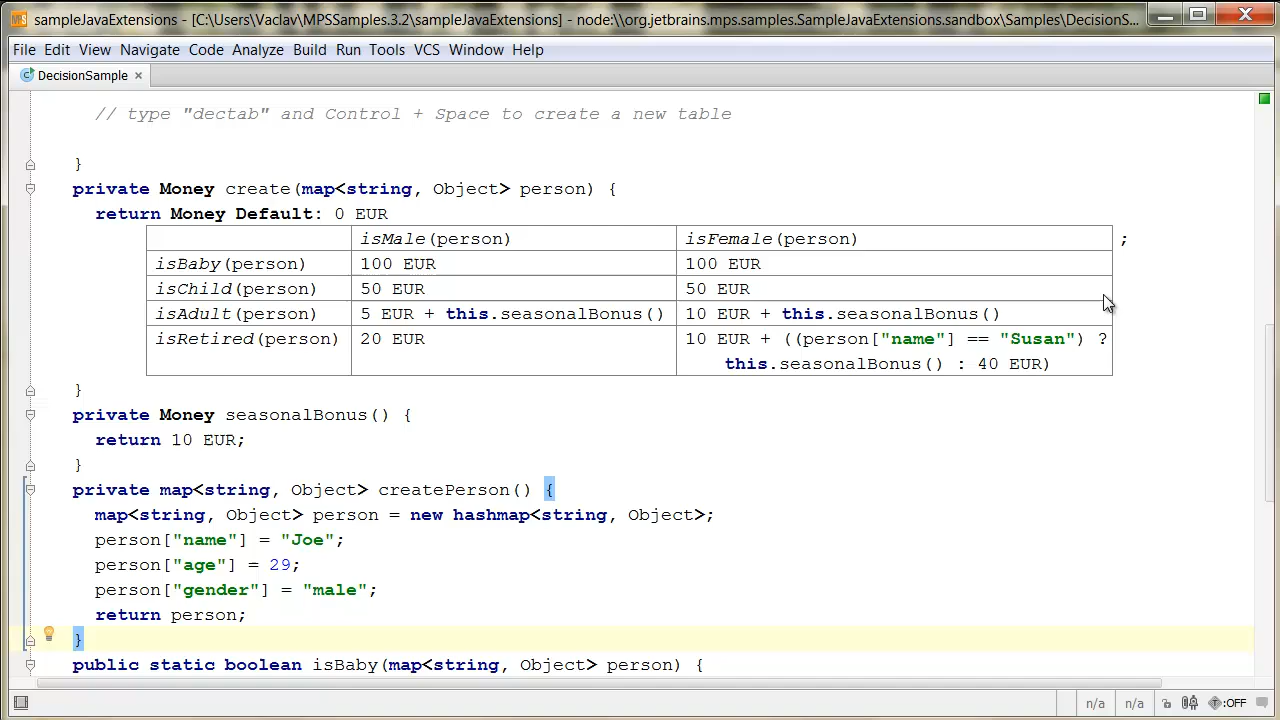 sampleJavaExtensions - [C:\Users\Vaclav\MPSSamples.3.2\sampleJavaExtensions] - node:\\org.jetbrains.mps.samples.SampleJavaExtensions.sandbox\Samples\DecisionS...
File Edit View Navigate Code Analyze Build Run Tools VCS Window Help
DecisionSample
// type "dectab" and Control + Space to create a new table
}
private Money create(map<string, Object> person) {
return Money Default: 0 EUR
isMale(person) isFemale(person) ;
isBaby(person) 100 EUR 100 EUR
isChild(person) 50 EUR 50 EUR
isAdult(person) 5 EUR + this.seasonalBonus() 10 EUR + this.seasonalBonus()
isRetired(person) 20 EUR 10 EUR + ((person["name"] == "Susan") ?
this.seasonalBonus() : 40 EUR)
}
private Money seasonalBonus() {
return 10 EUR;
}
private map<string, Object> createPerson() {
map<string, Object> person = new hashmap<string, Object>;
person["name"] = "Joe";
person["age"] = 29;
person["gender"] = "male";
return person;
}
public static boolean isBaby(map<string, Object> person) {
n/a n/a :OFF